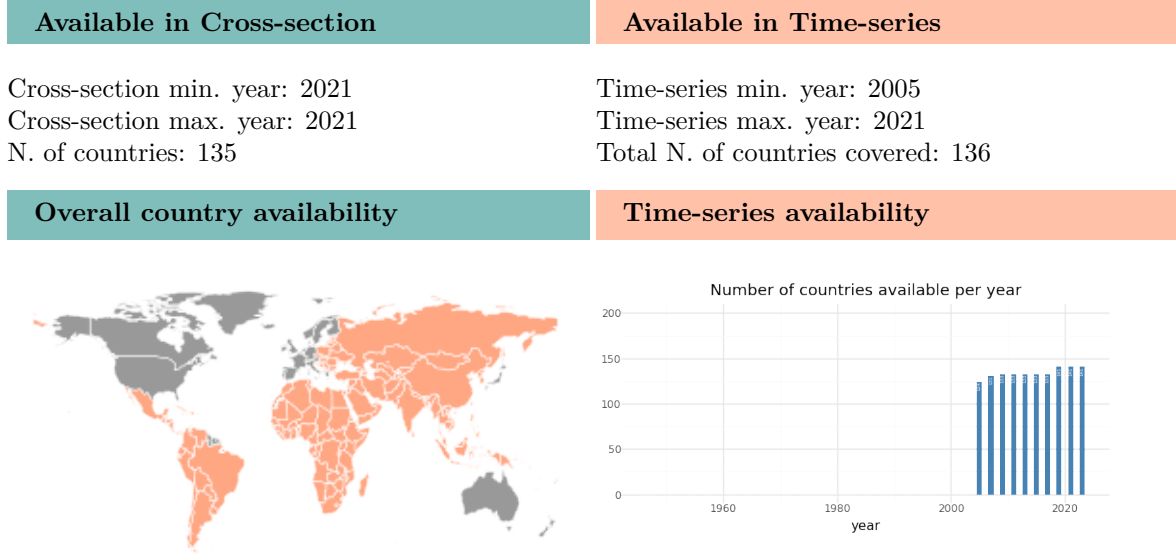 Available in Cross-section
Available in Time-series
Cross-section min. year: 2021
Cross-section max. year: 2021
N. of countries: 135
Time-series min. year: 2005
Time-series max. year: 2021
Total N. of countries covered: 136
Overall country availability
Time-series availability
Number of countries available per year
200
150
100
50
0
1960
1980
2000
2020
year